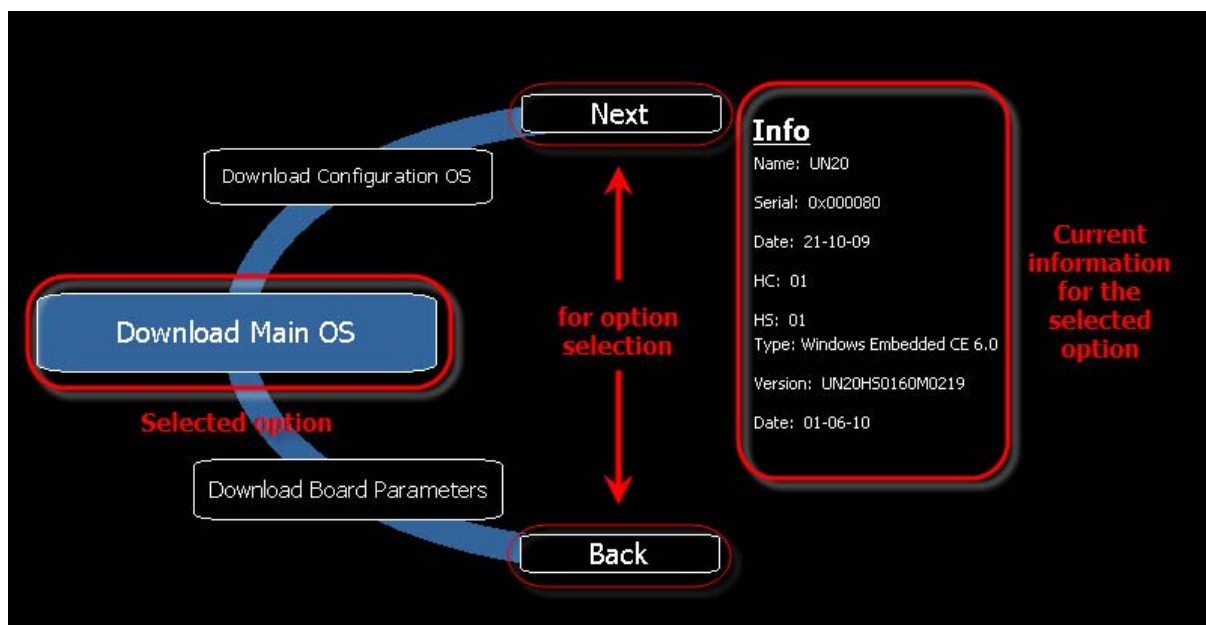 Next
Download Configuration OS
Download Main OS
Selected option
Download Board Parameters
Back
for option
selection
Info
Name: UN20
Serial: 0x000080
Date: 21-10-09
HC: 01
HS: 01
Type: Windows Embedded CE 6.0
Version: UN20HS0160M0219
Date: 01-06-10
Current
information
for the
selected
option